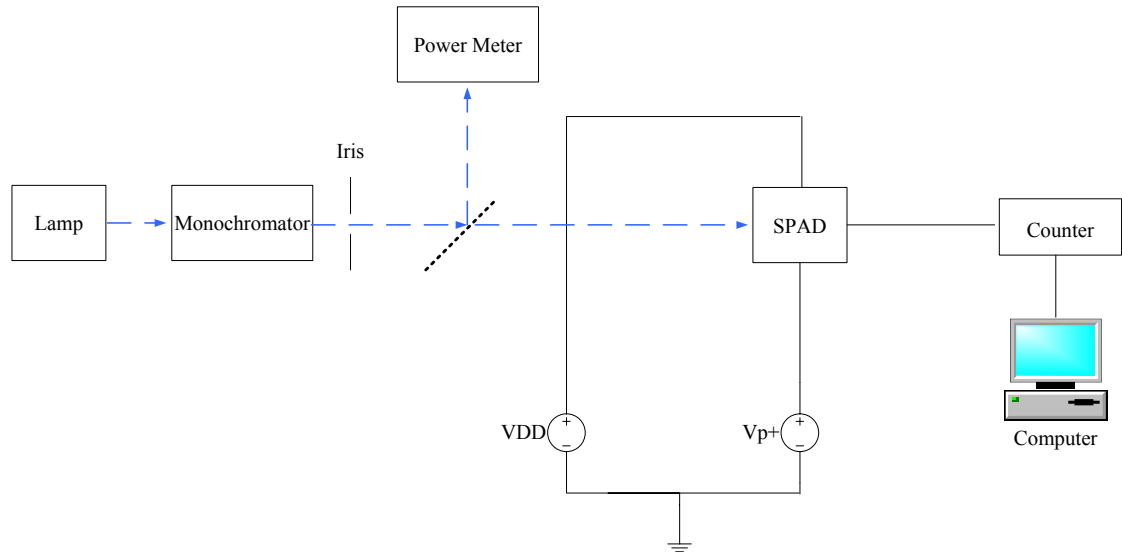 Power Meter
Iris
Lamp
Monochromator
SPAD
Counter
VDD
Vp+
Computer